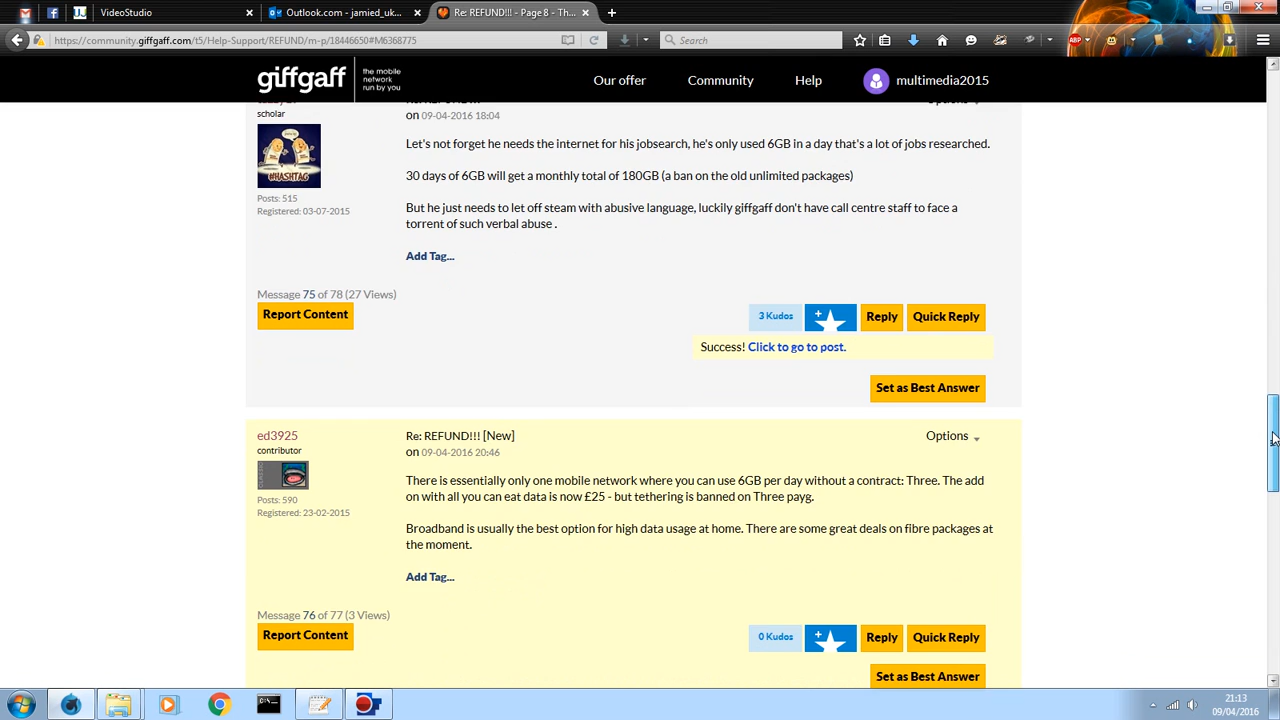 VideoStudio
Outlook.com - jamied_uk...
Re: REFUND!!! - Page 8 - Th...
https://community.giffgaff.com/t5/Help-Support/REFUND/m-p/18446650#M6368775
Search
ABP
giffgaff
the mobile
network
run by you
Our offer
Community
Help
multimedia2015
scholar
on 09-04-2016 18:04
#HASHTAG
Posts: 515
Registered: 03-07-2015
Let's not forget he needs the internet for his jobsearch, he's only used 6GB in a day that's a lot of jobs researched.
30 days of 6GB will get a monthly total of 180GB (a ban on the old unlimited packages)
But he just needs to let off steam with abusive language, luckily giffgaff don't have call centre staff to face a
torrent of such verbal abuse .
Add Tag...
Message 75 of 78 (27 Views)
Report Content
3 Kudos
Reply
Quick Reply
Success! Click to go to post.
Set as Best Answer
ed3925
contributor
Posts: 590
Registered: 23-02-2015
Re: REFUND!!! [New]
Options
on 09-04-2016 20:46
There is essentially only one mobile network where you can use 6GB per day without a contract: Three. The add
on with all you can eat data is now £25 - but tethering is banned on Three payg.
Broadband is usually the best option for high data usage at home. There are some great deals on fibre packages at
the moment.
Add Tag...
Message 76 of 77 (3 Views)
Report Content
0 Kudos
Reply
Quick Reply
Set as Best Answer
21:13
09/04/2016